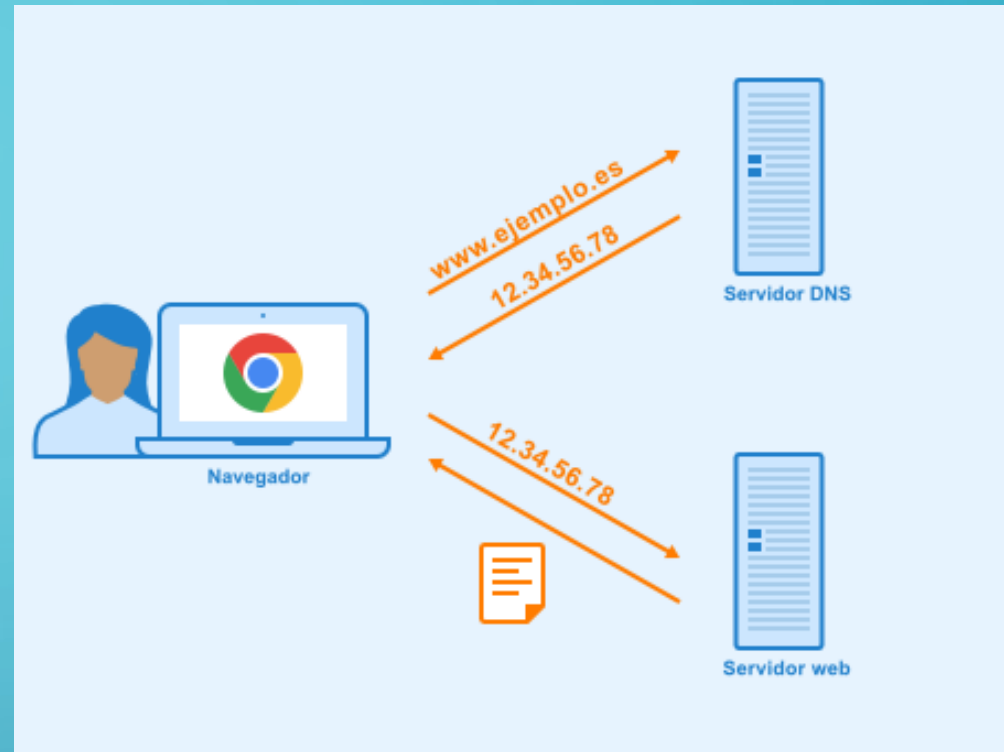 www.ejemplo.es
12.34.56.78
Servidor DNS
Navegador
12.34.56.78
Servidor web